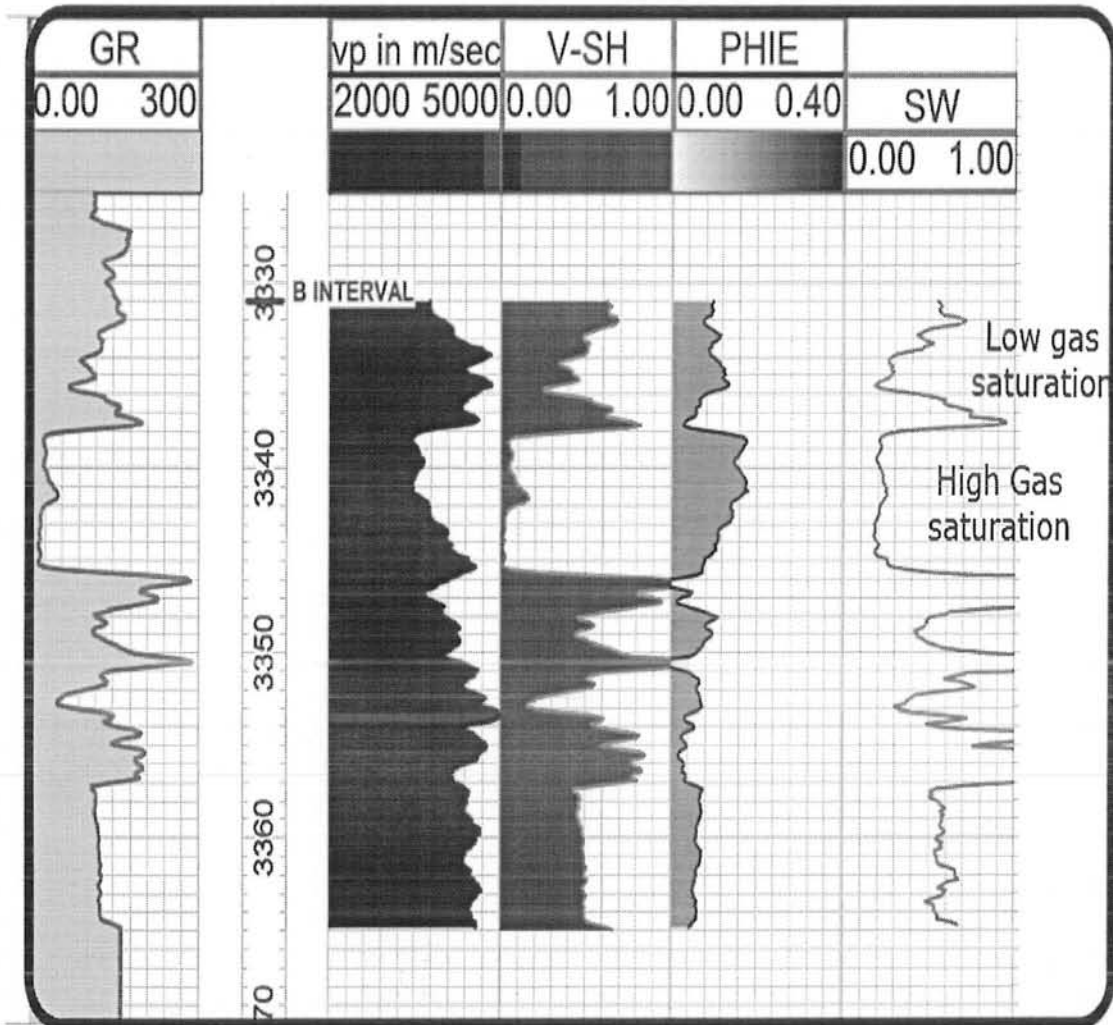 GR
vp in m/sec
V-SH
PHIE
SW
0.00 300
2000 5000
0.00 1.00
0.00 0.40
0.00 1.00
3330
B INTERVAL
Low gas
saturation
3340
High Gas
saturation
3350
3360
70